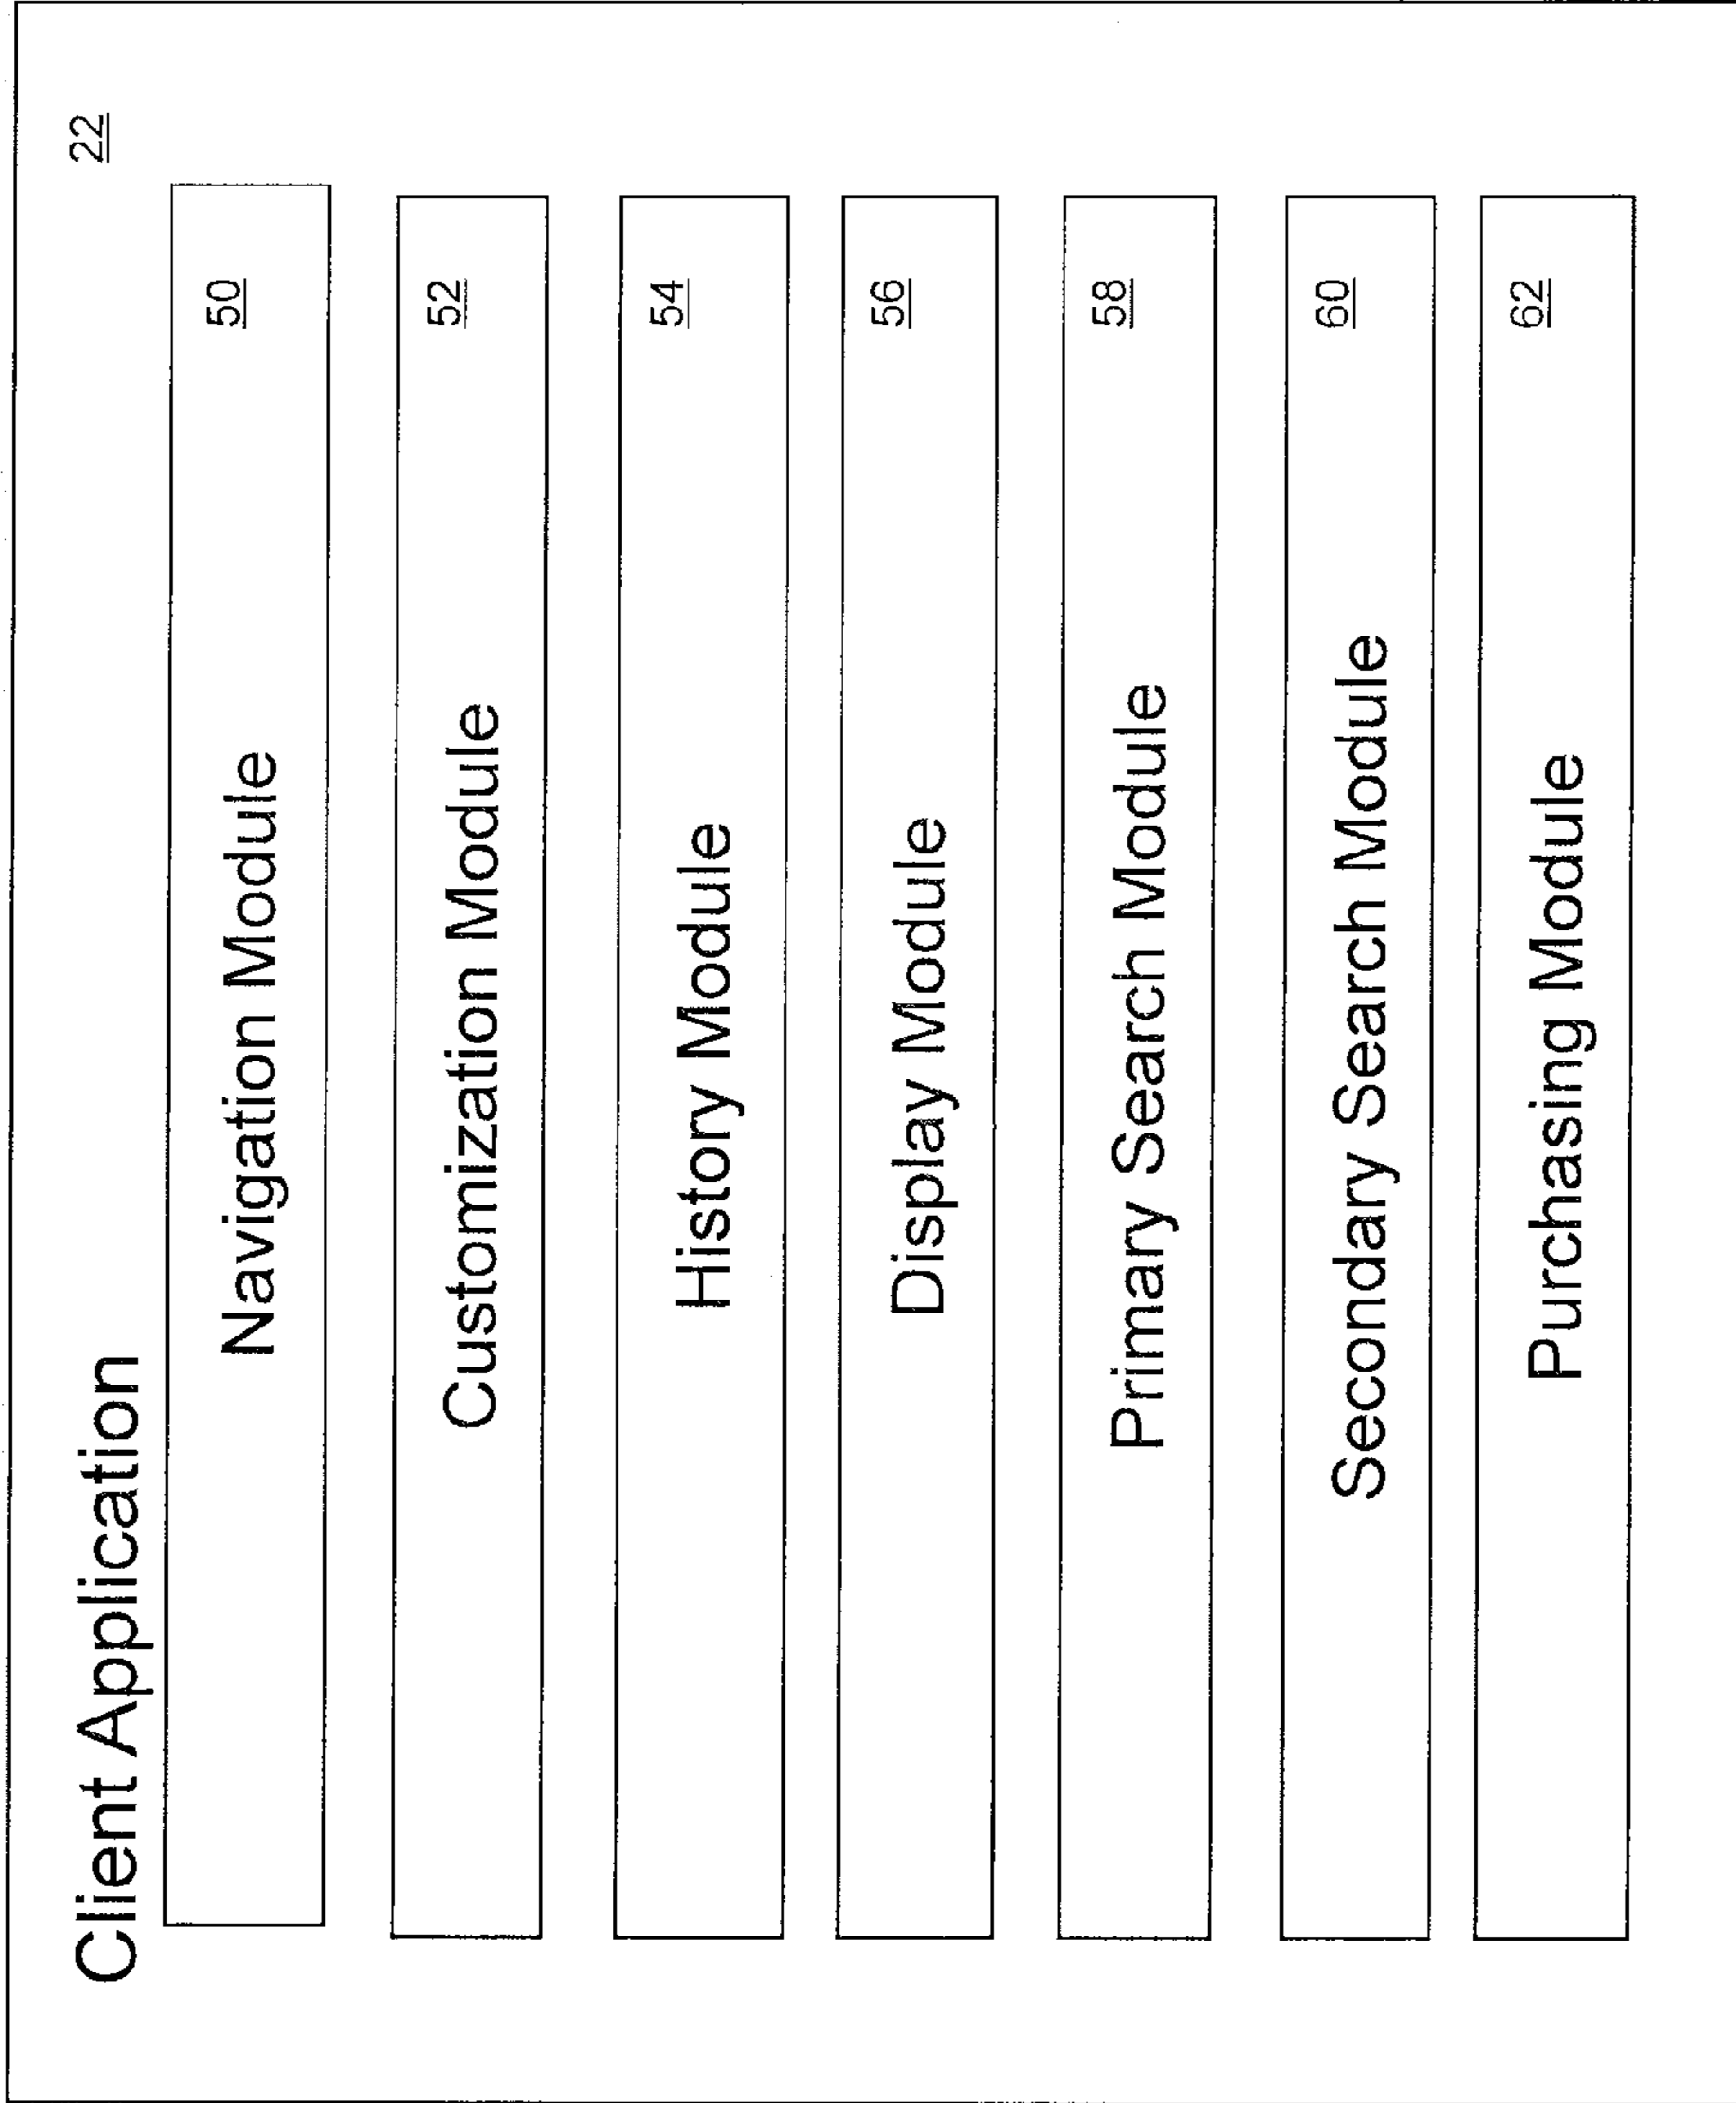 Client Application
22
Navigation Module
50
Customization Module
52
History Module
54
Display Module
56
Primary Search Module
58
Secondary Search Module
60
Purchasing Module
62